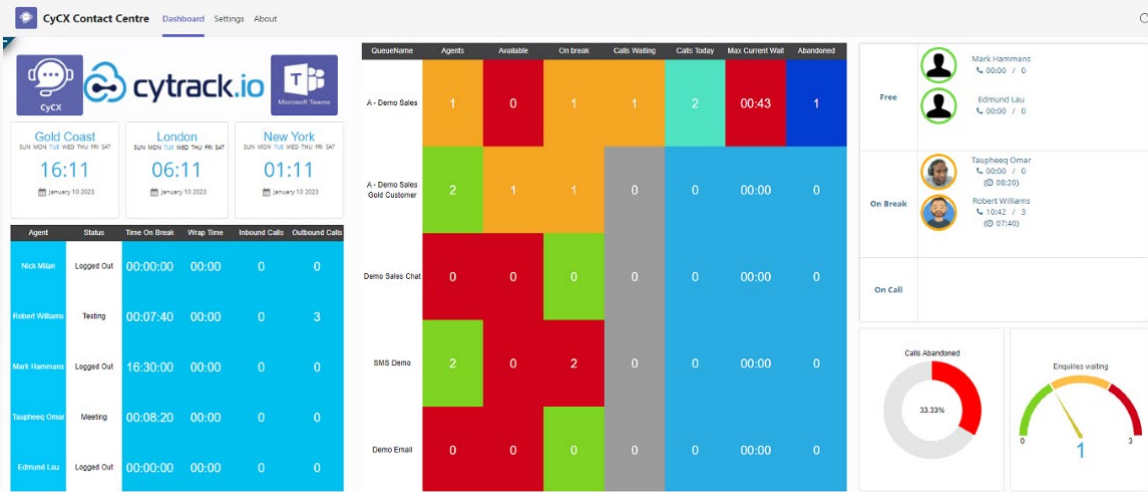 CyCX Contact Centre Dashboard Settings About
CyCX
cytrack.io
Microsoft Teams
Gold Coast
SUN MON TUE WED THU FRI SAT
16:11
January 10 2023
London
SUN MON TUE WED THU FRI SAT
06:11
January 10 2023
New York
SUN MON TUE WED THU FRI SAT
01:11
January 10 2023
Agent Status Time On Break Wrap Time Inbound Calls Outbound Calls
Nick Milan Logged Out 00:00:00 00:00 0 0
Robert Williams Testing 00:07:40 00:00 0 3
Mark Hammans Logged Out 16:30:00 00:00 0 0
Taupheeq Omar Meeting 00:08:20 00:00 0 0
Edmund Lau Logged Out 00:00:00 00:00 0 0
QueueName Agents Available On break Calls Waiting Calls Today Max Current Wait Abandoned
A - Demo Sales 1 0 1 1 2 00:43 1
A - Demo Sales
Gold Customer 2 1 1 0 0 00:00 0
Demo Sales Chat 0 0 0 0 0 00:00 0
SMS Demo 2 0 2 0 0 00:00 0
Demo Email 0 0 0 0 0 00:00 0
Free
Mark Hammans
00:00 / 0
Edmund Lau
00:00 / 0
On Break
Taupheeq Omar
00:00 / 0
(08:20)
Robert Williams
10:42 / 3
(07:40)
On Call
Calls Abandoned
33.33%
Enquiries waiting
0 3
1